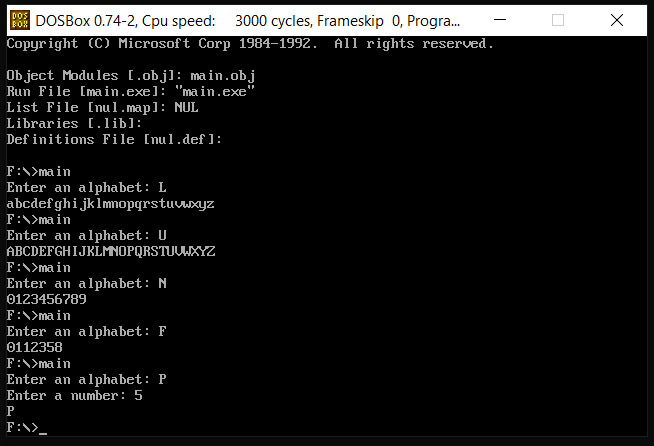 DOS
BOX
DOSBox 0.74-2, Cpu speed:    3000 cycles, Frameskip  0, Progra...
Copyright (C) Microsoft Corp 1984-1992.  All rights reserved.
Object Modules [.obj]: main.obj
Run File [main.exe]: "main.exe"
List File [nul.map]: NUL
Libraries [.lib]:
Definitions File [nul.def]:
F:\>main
Enter an alphabet: L
abcdefghijklmnopqrstuvwxyz
F:\>main
Enter an alphabet: U
ABCDEFGHIJKLMNOPQRSTUVWXYZ
F:\>main
Enter an alphabet: N
0123456789
F:\>main
Enter an alphabet: F
0112358
F:\>main
Enter an alphabet: P
Enter a number: 5
P
F:\>_